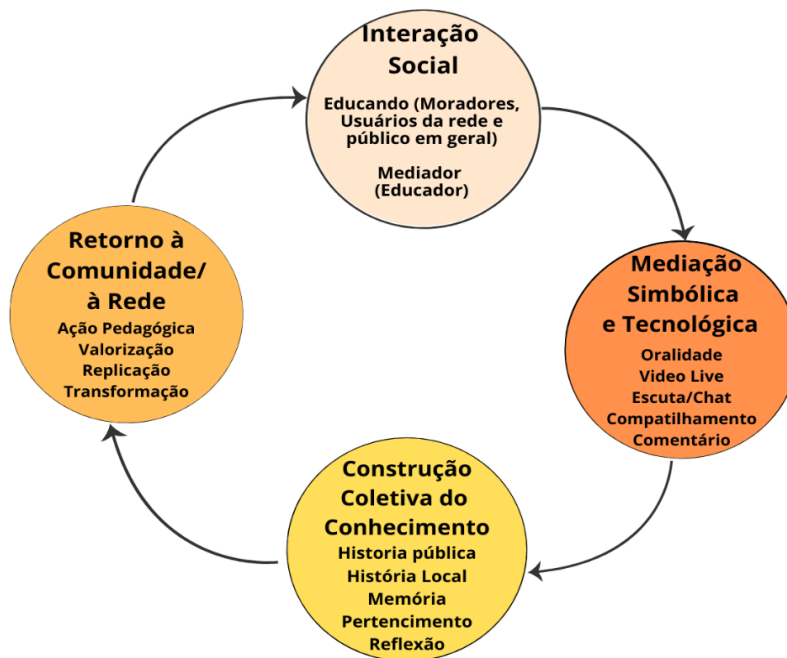 Interação
Social
Educando (Moradores,
Usuários da rede e
público em geral)
Mediador
(Educador)
Mediação
Simbólica
e Tecnológica
Oralidade
Video Live
Escuta/Chat
Compatilhamento
Comentário
Construção
Coletiva do
Conhecimento
Historia pública
História Local
Memória
Pertencimento
Reflexão
Retorno à
Comunidade/
à Rede
Ação Pedagógica
Valorização
Replicação
Transformação